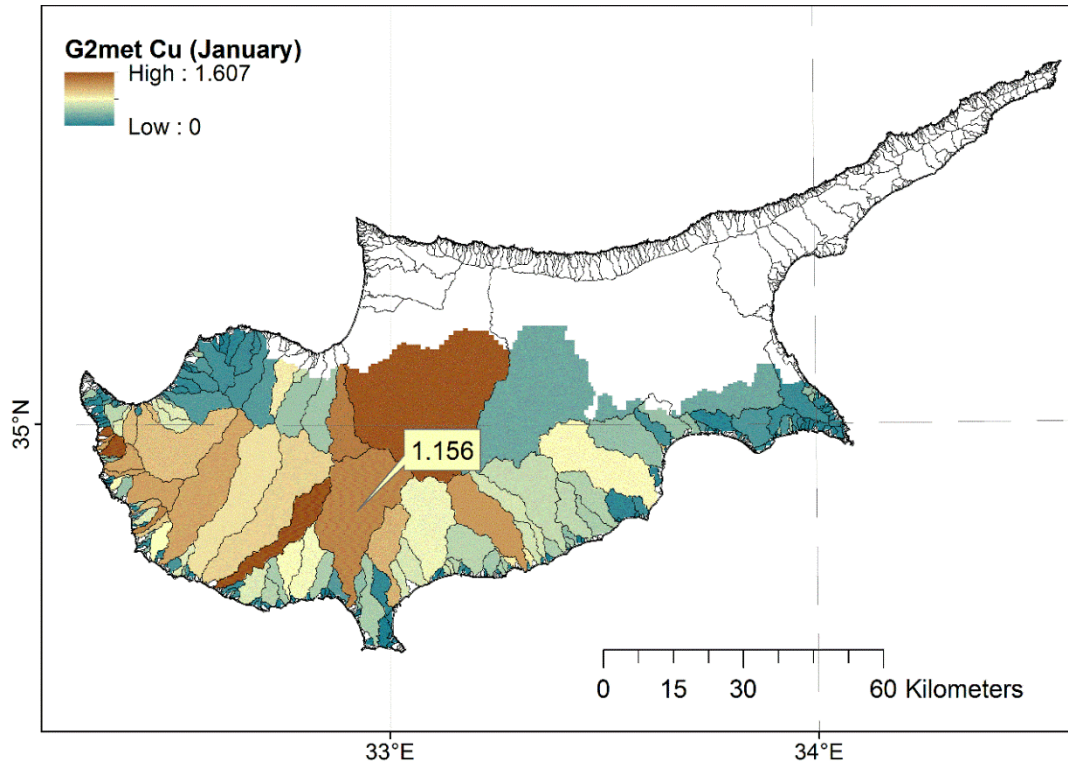 G2met Cu (January)
High : 1.607
Low : 0
35°N
1.156
0 15 30 60 Kilometers
33°E 34°E